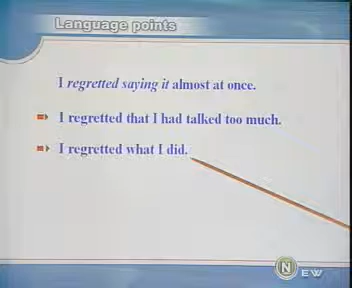 Language points
I regretted saying it almost at once.
I regretted that I had talked too much.
I regretted what I did.
N EW